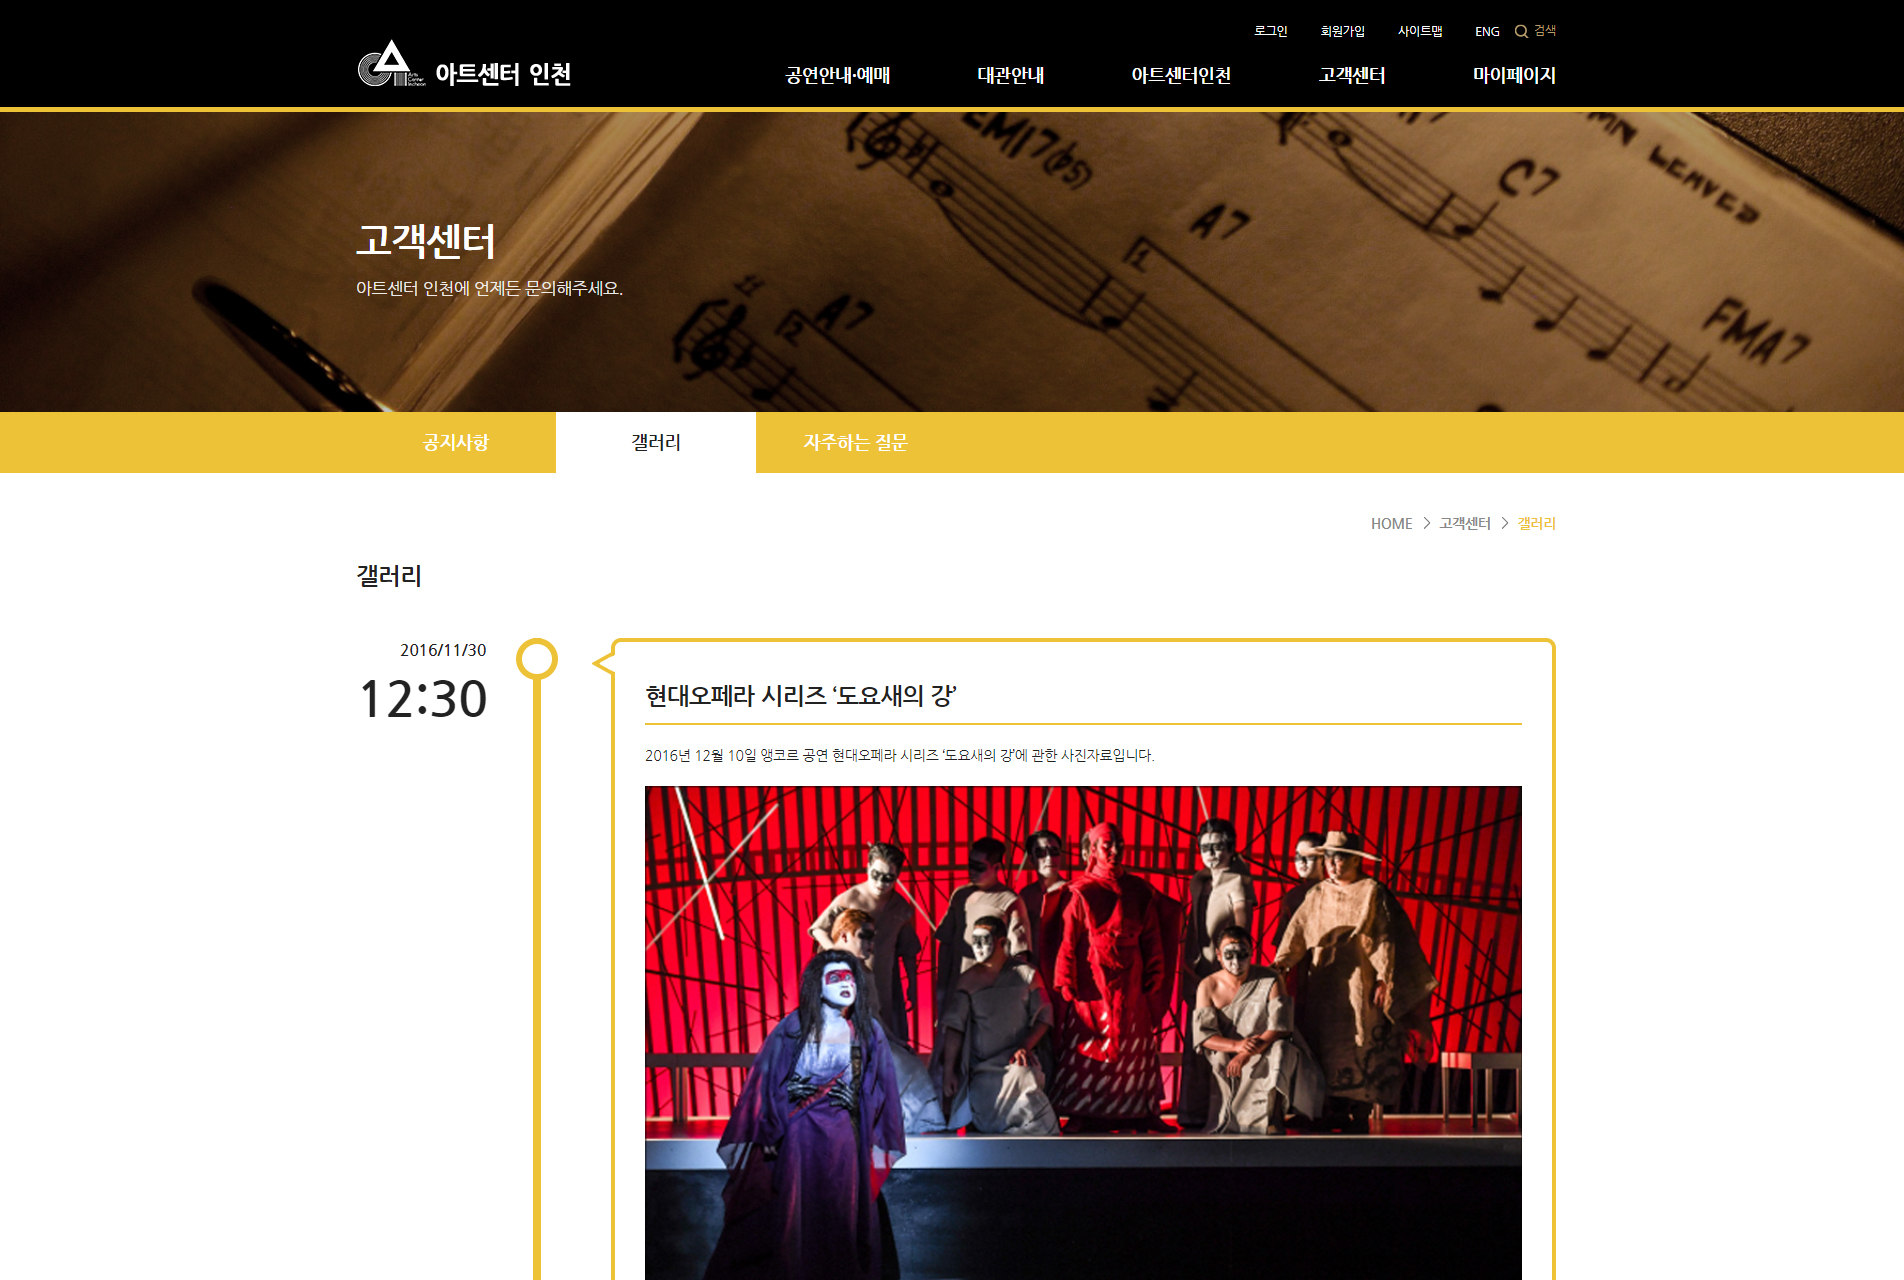 로그인 회원가입 사이트맵 ENG 검색
Arts
Center
Incheon
아트센터 인천
공연안내·예매 대관안내 아트센터인천 고객센터 마이페이지
EMI7(b5)
A7
C7
FMA7
A7
LEAVES
고객센터
아트센터 인천에 언제든 문의해주세요.
공지사항 갤러리 자주하는 질문
HOME > 고객센터 > 갤러리
갤러리
2016/11/30
12:30
현대오페라 시리즈 ‘도요새의 강’
2016년 12월 10일 앵코르 공연 현대오페라 시리즈 ‘도요새의 강’에 관한 사진자료입니다.